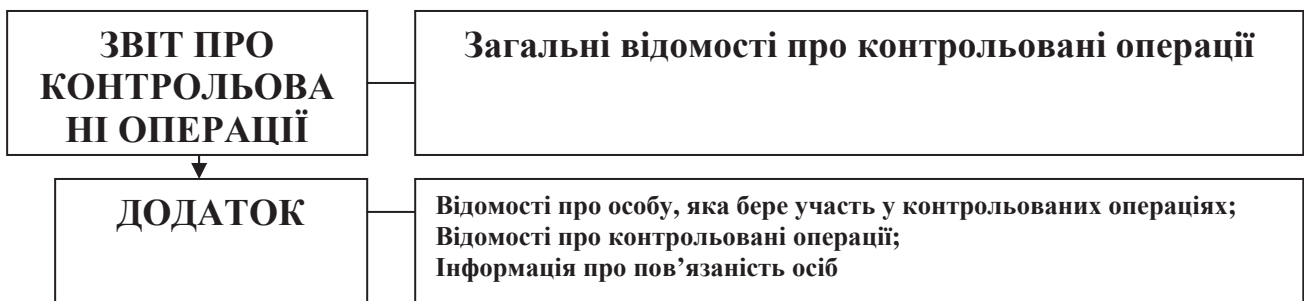 ЗВІТ ПРО
КОНТРОЛЬОВА
НІ ОПЕРАЦІЇ
Загальні відомості про контрольовані операції
ДОДАТОК
Відомості про особу, яка бере участь у контрольованих операціях;
Відомості про контрольовані операції;
Інформація про пов’язаність осіб